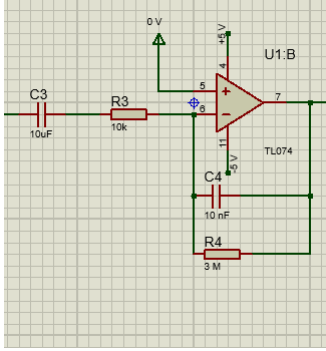 0 V
+5 V
U1:B
4
C3
R3
5
6
7
10uF
10k
11
-5 V
TL074
C4
10 nF
R4
3 M